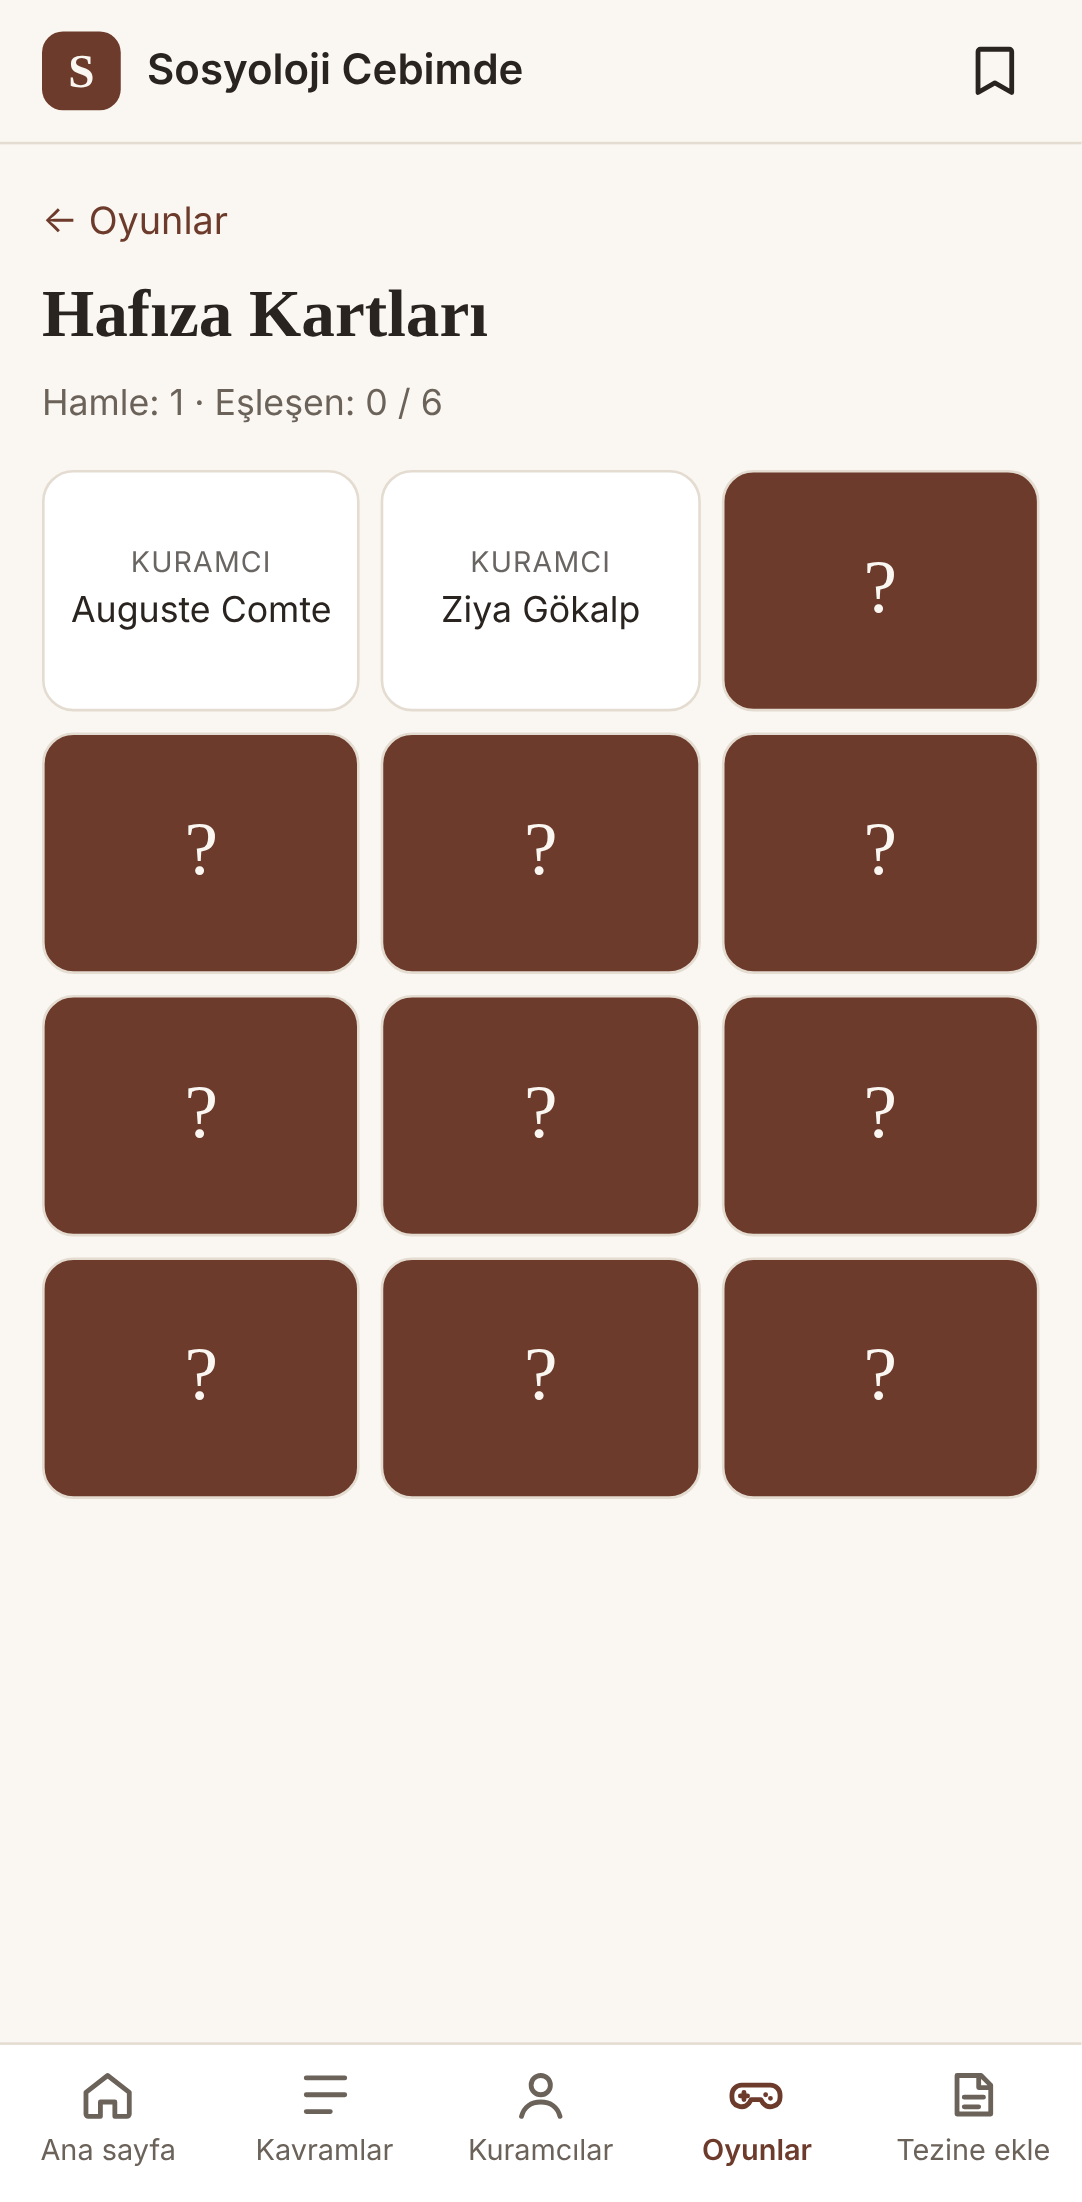 S Sosyoloji Cebimde
← Oyunlar
Hafıza Kartları
Hamle: 1 · Eşleşen: 0 / 6
KURAMCI KURAMCI
Auguste Comte Ziya Gökalp ?
? ? ?
? ? ?
? ? ?
Ana sayfa Kavramlar Kuramcılar Oyunlar Tezine ekle